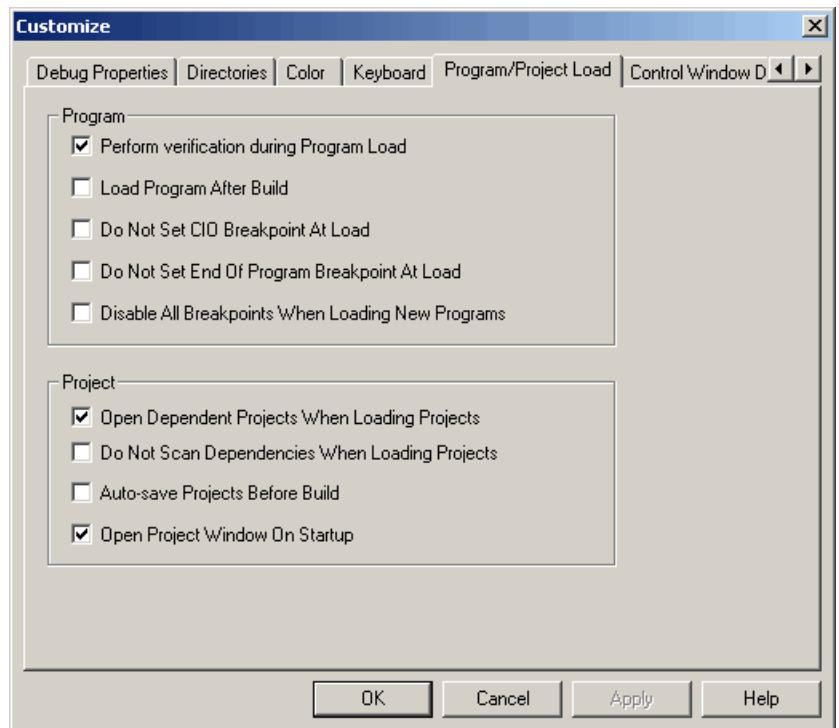 Customize
Debug Properties Directories Color Keyboard Program/Project Load Control Window D
Program
Perform verification during Program Load
Load Program After Build
Do Not Set CIO Breakpoint At Load
Do Not Set End Of Program Breakpoint At Load
Disable All Breakpoints When Loading New Programs
Project
Open Dependent Projects When Loading Projects
Do Not Scan Dependencies When Loading Projects
Auto-save Projects Before Build
Open Project Window On Startup
OK Cancel Apply Help